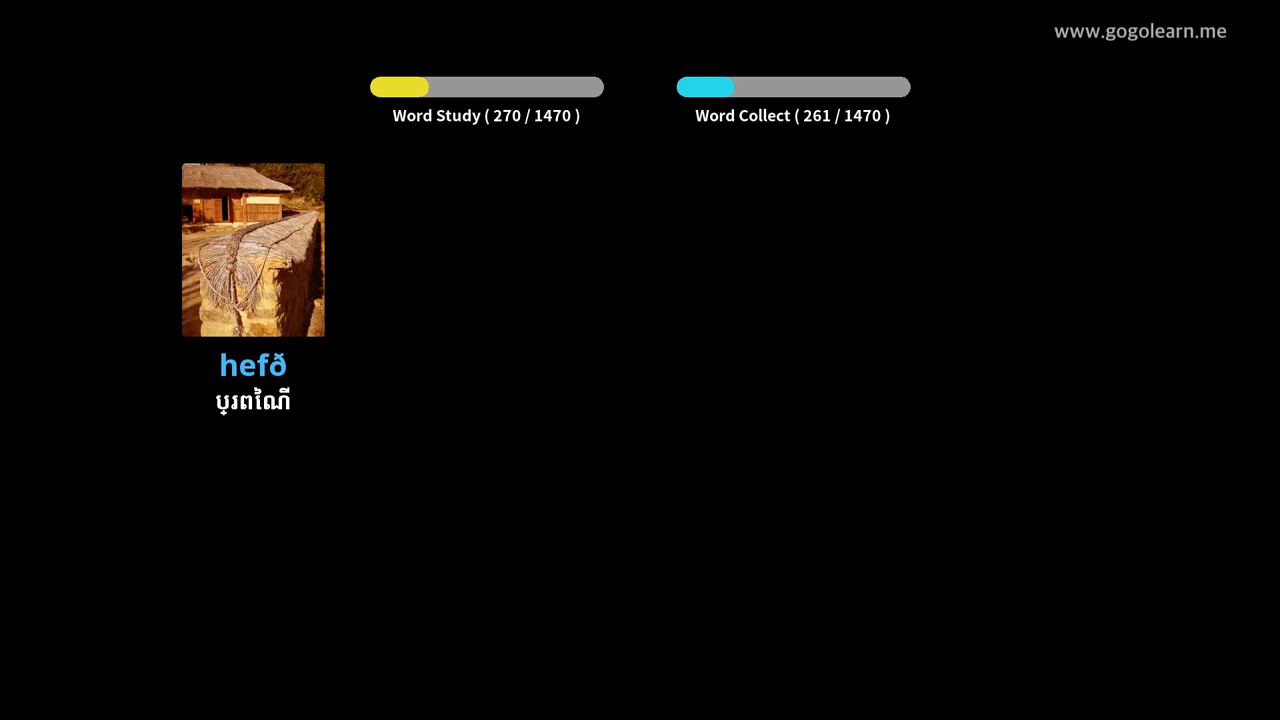 www.gogolearn.me
Word Study ( 270 / 1470 )
Word Collect ( 261 / 1470 )
hefð
ប្រពណៃី